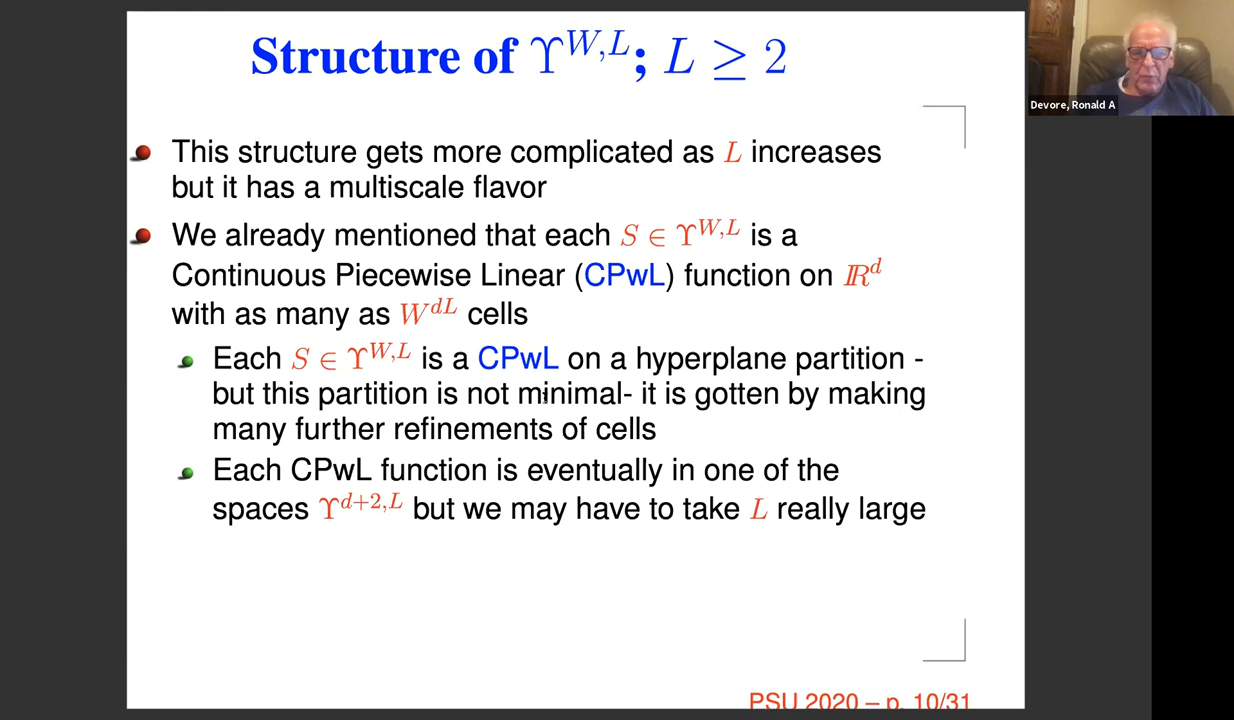 Structure of ϒ^{W,L}; L ≥ 2
Devore, Ronald A
This structure gets more complicated as L increases
but it has a multiscale flavor
We already mentioned that each S ∈ ϒ^{W,L} is a
Continuous Piecewise Linear (CPwL) function on ℝ^d
with as many as W^{dL} cells
Each S ∈ ϒ^{W,L} is a CPwL on a hyperplane partition -
but this partition is not minimal- it is gotten by making
many further refinements of cells
Each CPwL function is eventually in one of the
spaces ϒ^{d+2,L} but we may have to take L really large
PSU 2020 – p. 10/31